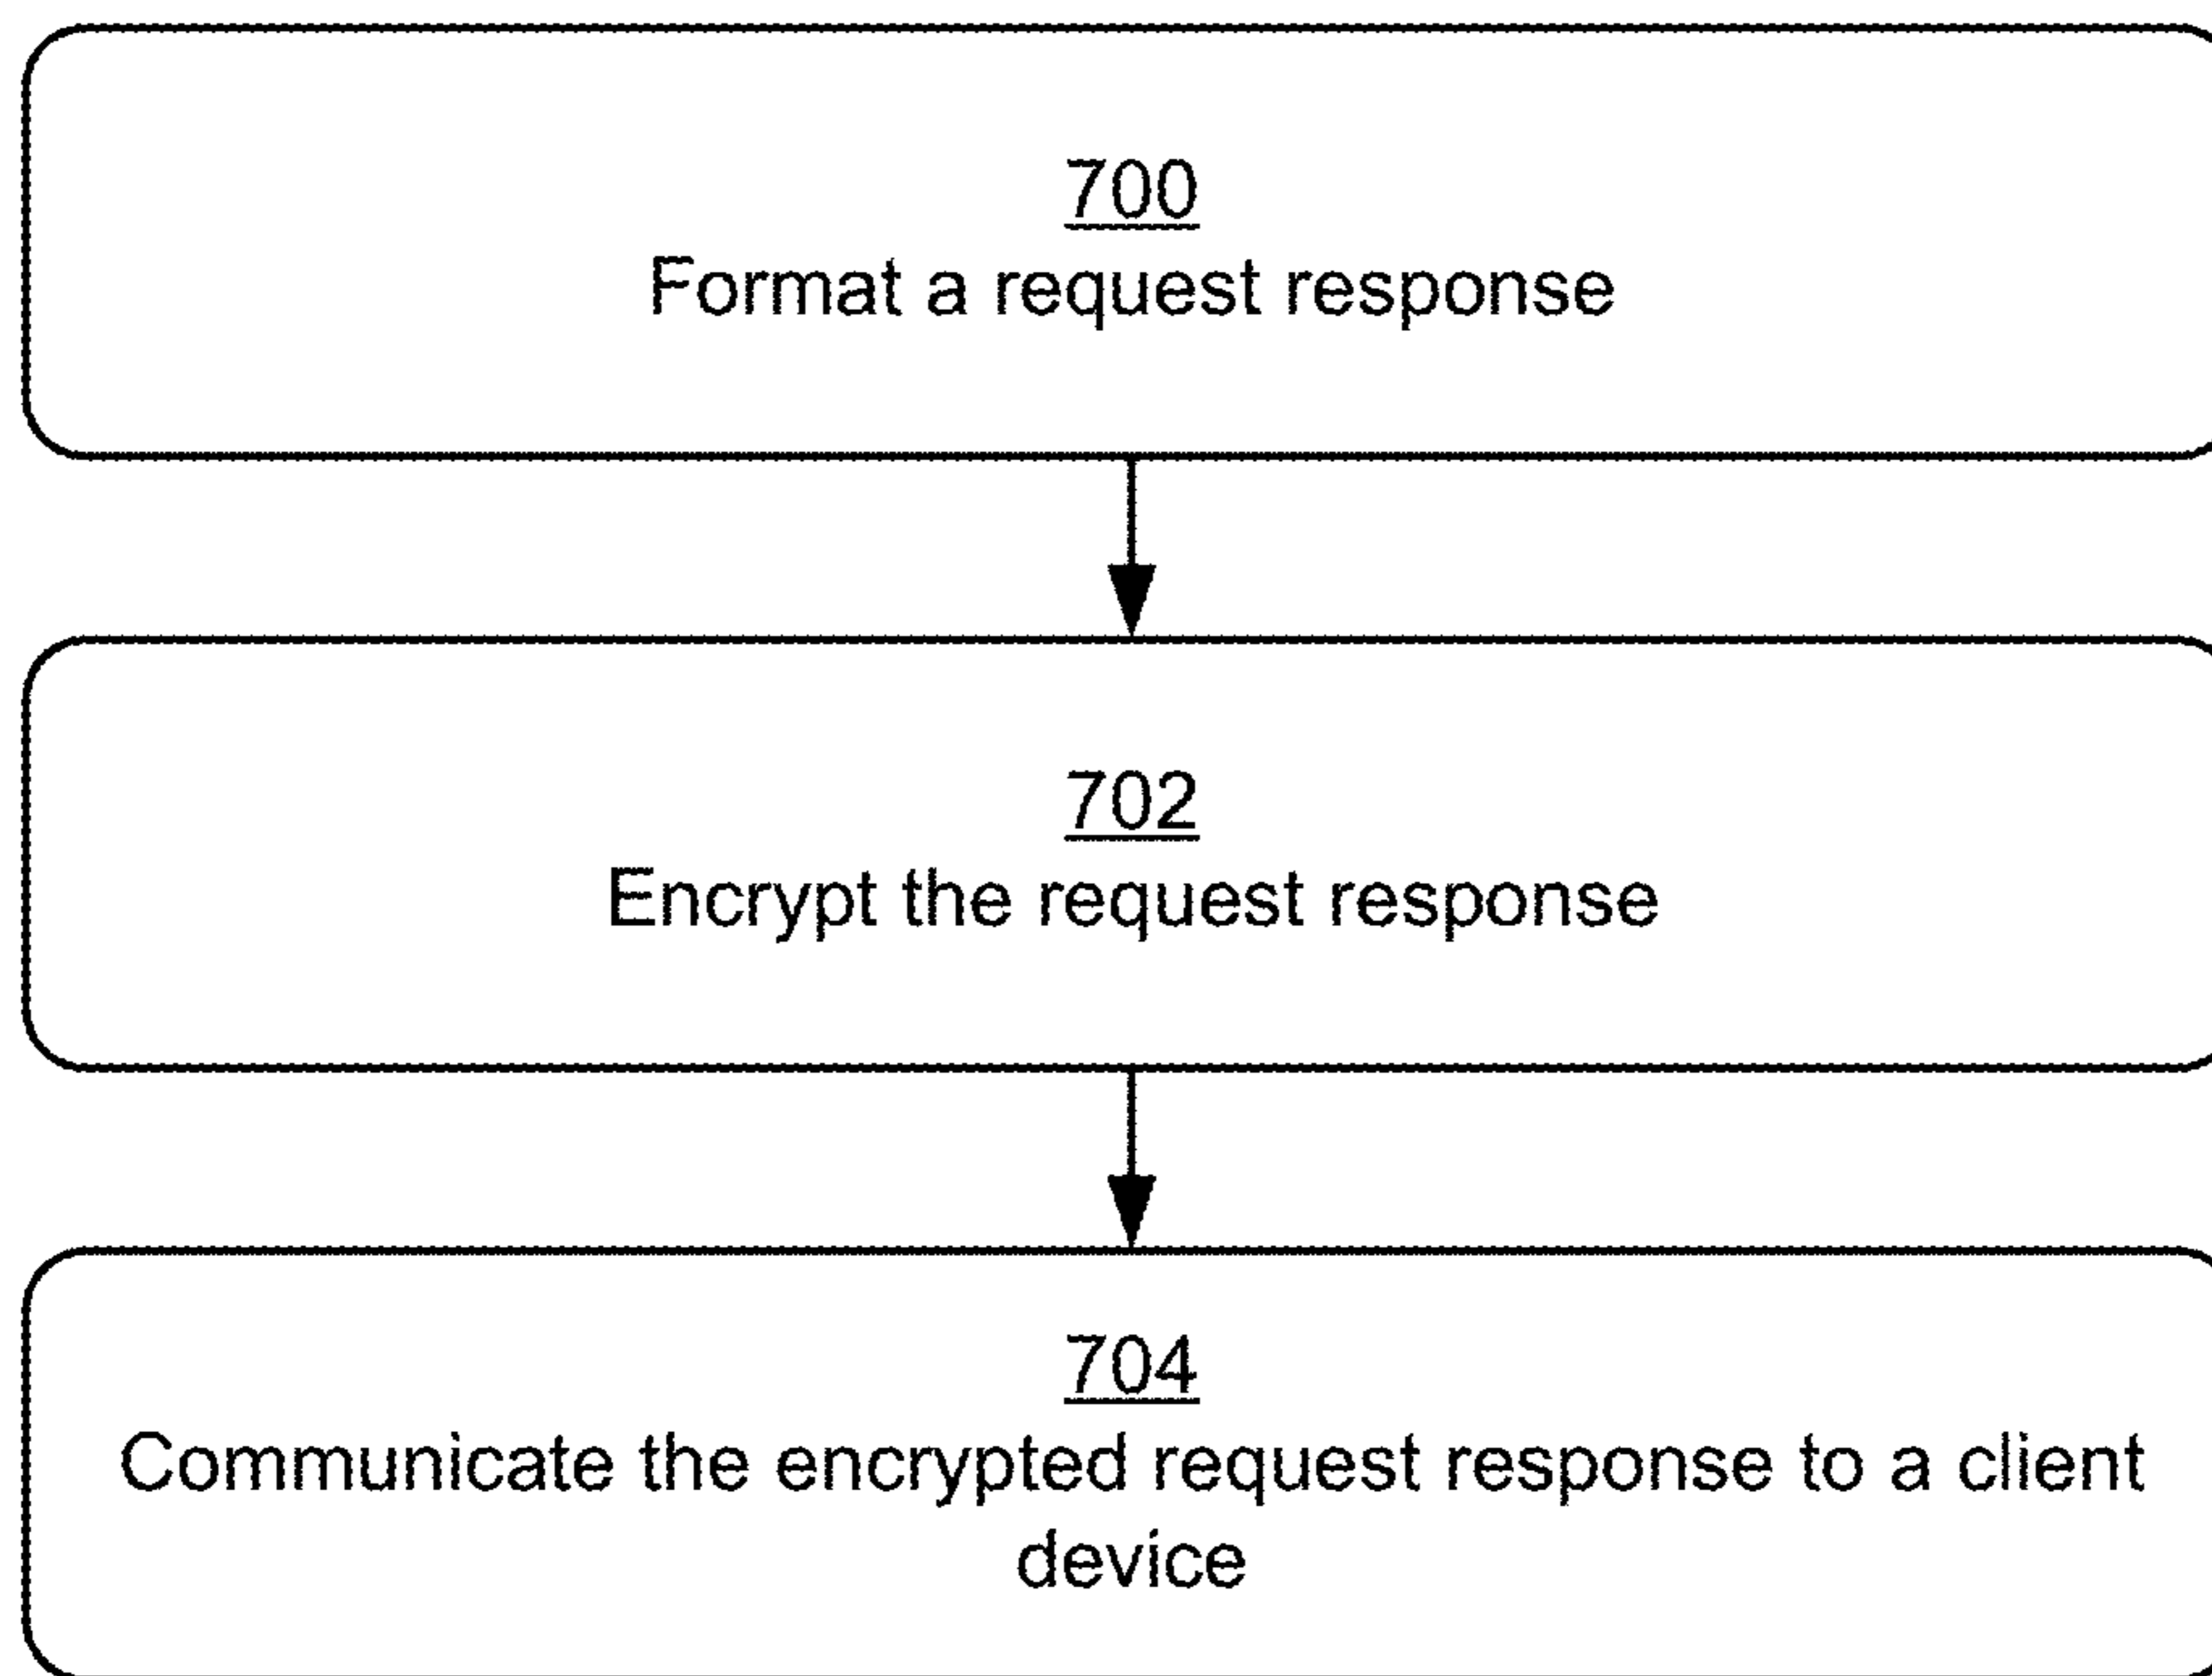 700
Format a request response
702
Encrypt the request response
704
Communicate the encrypted request response to a client
device